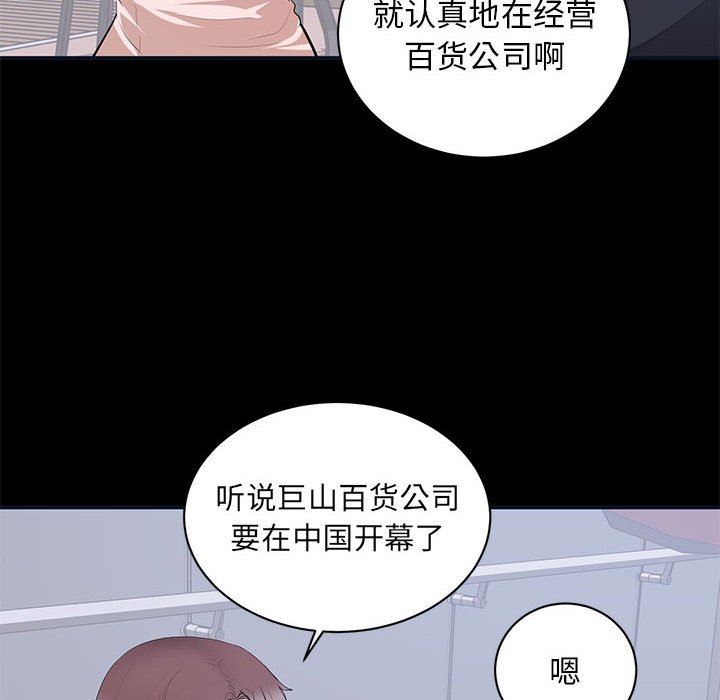 就认真地在经营
百货公司啊
听说巨山百货公司
要在中国开幕了
嗯